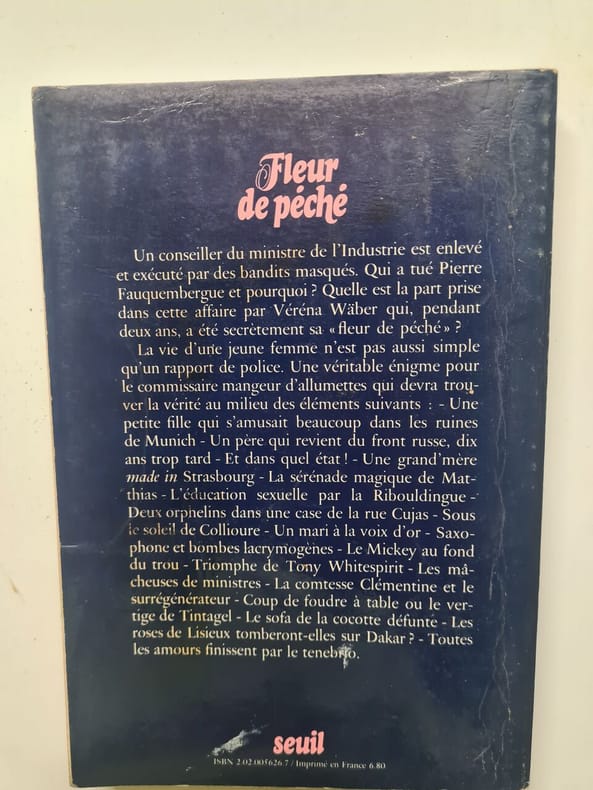 Fleur
de péché
Un conseiller du ministre de l'Industrie est enlevé
et exécuté par des bandits masqués. Qui a tué Pierre
Fauquembergue et pourquoi ? Quelle est la part prise
dans cette affaire par Véréna Wäber qui, pendant
deux ans, a été secrètement sa «fleur de péché» ?
La vie d'une jeune femme n'est pas aussi simple
qu'un rapport de police. Une véritable énigme pour
le commissaire mangeur d'allumettes qui devra trou-
ver la vérité au milieu des éléments suivants : - Une
petite fille qui s'amusait beaucoup dans les ruines
de Munich - Un père qui revient du front russe, dix
ans trop tard - Et dans quel état ! - Une grand'mère
made in Strasbourg - La sérénade magique de Mat-
thias - L'éducation sexuelle par la Ribouldingue -
Deux orphelins dans une case de la rue Cujas - Sous
le soleil de Collioure - Un mari à la voix d'or - Saxo-
phone et bombes lacrymogènes - Le Mickey au fond
du trou - Triomphe de Tony Whitespirit - Les mâ-
cheuses de ministres - La comtesse Clémentine et le
surrégénérateur - Coup de foudre à table ou le ver-
tige de Tintagel - Le sofa de la cocotte défunte - Les
roses de Lisieux tomberont-elles sur Dakar ? - Toutes
les amours finissent par le tenebrio.
seuil
ISBN 2.02.005626.7 / Imprimé en France 6.80